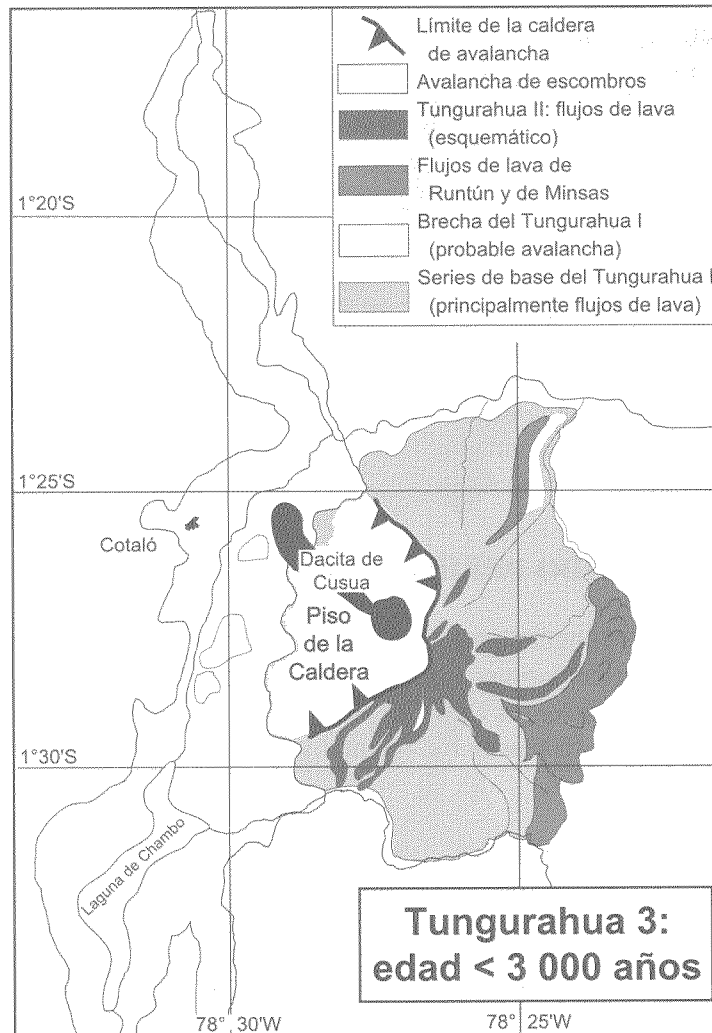 Límite de la caldera
de avalancha
Avalancha de escombros
Tungurahua II: flujos de lava
(esquemático)
Flujos de lava de
Runtún y de Minsas
Brecha del Tungurahua I
(probable avalancha)
Series de base del Tungurahua I
(principalmente flujos de lava)
1°20'S
1°25'S
Cotaló
Dacita de
Cusua
Piso
de la
Caldera
1°30'S
Laguna de Chambo
Tungurahua 3:
edad < 3 000 años
78° 30'W
78° 25'W